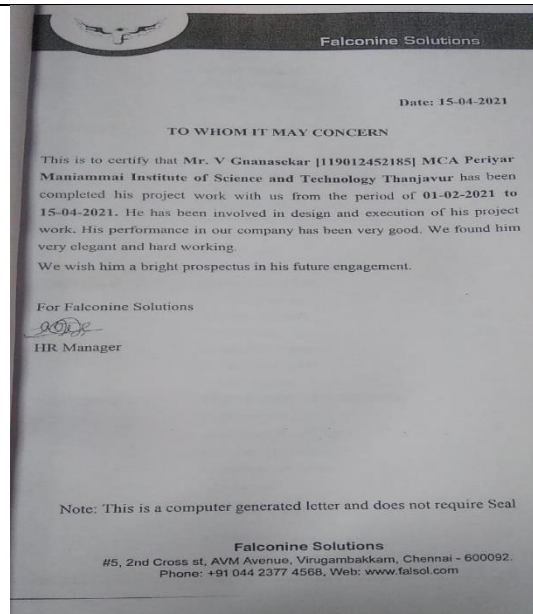 Falconine Solutions
Date: 15-04-2021
TO WHOM IT MAY CONCERN
This is to certify that Mr. V Gnanasekar [119012452185] MCA Periyar
Maniammai Institute of Science and Technology Thanjavur has been
completed his project work with us from the period of 01-02-2021 to
15-04-2021. He has been involved in design and execution of his project
work. His performance in our company has been very good. We found him
very elegant and hard working.
We wish him a bright prospectus in his future engagement.
For Falconine Solutions
HR Manager
Note: This is a computer generated letter and does not require Seal
Falconine Solutions
#5, 2nd Cross st, AVM Avenue, Virugambakkam, Chennai - 600092.
Phone: +91 044 2377 4568, Web: www.falsol.com